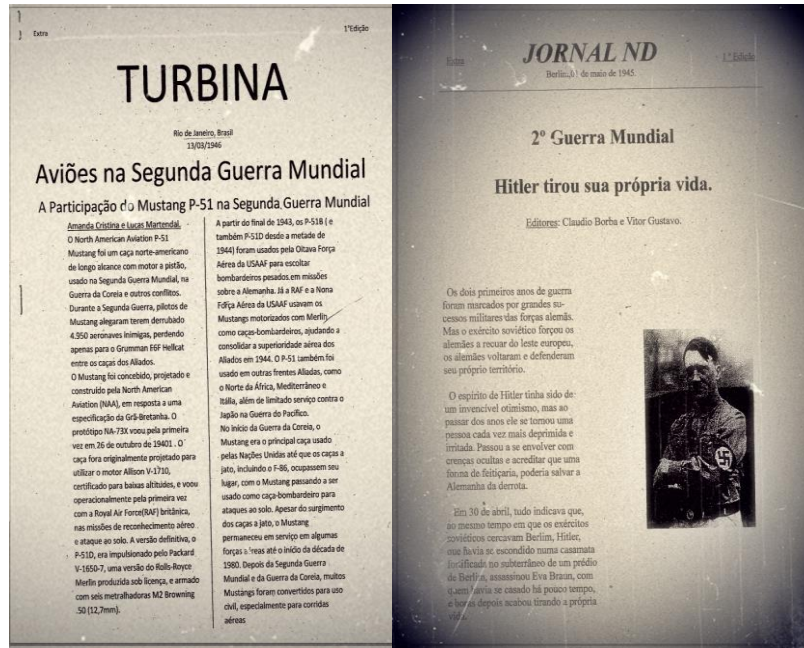 Extra
1ªEdição
TURBINA
Rio de Janeiro, Brasil
13/03/1946
Aviões na Segunda Guerra Mundial
A Participação do Mustang P-51 na Segunda Guerra Mundial
Amanda Cristina e Lucas Martendal.
O North American Aviation P-51
Mustang foi um caça norte-americano
de longo alcance com motor a pistão,
usado na Segunda Guerra Mundial, na
Guerra da Coreia e outros conflitos.
Durante a Segunda Guerra, pilotos de
Mustang alegaram terem derrubado
4.950 aeronaves inimigas, perdendo
apenas para o Grumman F6F Hellcat
entre os caças dos Aliados.
O Mustang foi concebido, projetado e
construído pela North American
Aviation (NAA), em resposta a uma
especificação da Grã-Bretanha. O
protótipo NA-73X voou pela primeira
vez em 26 de outubro de 19401 . O
caça fora originalmente projetado para
utilizar o motor Allison V-1710,
certificado para baixas altitudes, e voou
operacionalmente pela primeira vez
com a Royal Air Force(RAF) britânica,
nas missões de reconhecimento aéreo
e ataque ao solo. A versão definitiva, o
P-51D, era impulsionado pelo Packard
V-1650-7, uma versão do Rolls-Royce
Merlin produzida sob licença, e armado
com seis metralhadoras M2 Browning
.50 (12,7mm).
A partir do final de 1943, os P-51B ( e
também P-51D desde a metade de
1944) foram usados pela Oitava Força
Aérea da USAAF para escoltar
bombardeiros pesados em missões
sobre a Alemanha. Já a RAF e a Nona
Força Aérea da USAAF usavam os
Mustangs motorizados com Merlin
como caças-bombardeiros, ajudando a
consolidar a superioridade aérea dos
Aliados em 1944. O P-51 também foi
usado em outras frentes Aliadas, como
o Norte da África, Mediterrâneo e
Itália, além de limitado serviço contra o
Japão na Guerra do Pacífico.
No início da Guerra da Coreia, o
Mustang era o principal caça usado
pelas Nações Unidas até que os caças a
jato, incluindo o F-86, ocupassem seu
lugar, com o Mustang passando a ser
usado como caça-bombardeiro para
ataques ao solo. Apesar do surgimento
dos caças a jato, o Mustang
permaneceu em serviço em algumas
forças aéreas até o início da década de
1980. Depois da Segunda Guerra
Mundial e da Guerra da Coreia, muitos
Mustangs foram convertidos para uso
civil, especialmente para corridas
aéreas
Extra
JORNAL ND
1ª Edição
Berlin, de maio de 1945.
2º Guerra Mundial
Hitler tirou sua própria vida.
Editores: Claudio Borba e Vitor Gustavo.
Os dois primeiros anos de guerra
foram marcados por grandes su-
cessos militares das forças alemãs.
Mas o exército soviético forçou os
alemães a recuar do leste europeu,
os alemães voltaram e defenderam
seu próprio território.
O espírito de Hitler tinha sido de
um invencível otimismo, mas ao
passar dos anos ele se tornou uma
pessoa cada vez mais deprimida e
irritada. Passou a se envolver com
crenças ocultas e acreditar que uma
forma de feitiçaria, poderia salvar a
Alemanha da derrota.
Em 30 de abril, tudo indicava que,
ao mesmo tempo em que os exércitos
soviéticos cercavam Berlim, Hitler,
que havia se escondido numa casamata
fortificada no subterrâneo de um prédio
de Berlim, assassinou Eva Braun, com
quem havia se casado há pouco tempo,
e horas depois acabou tirando a própria
vida.